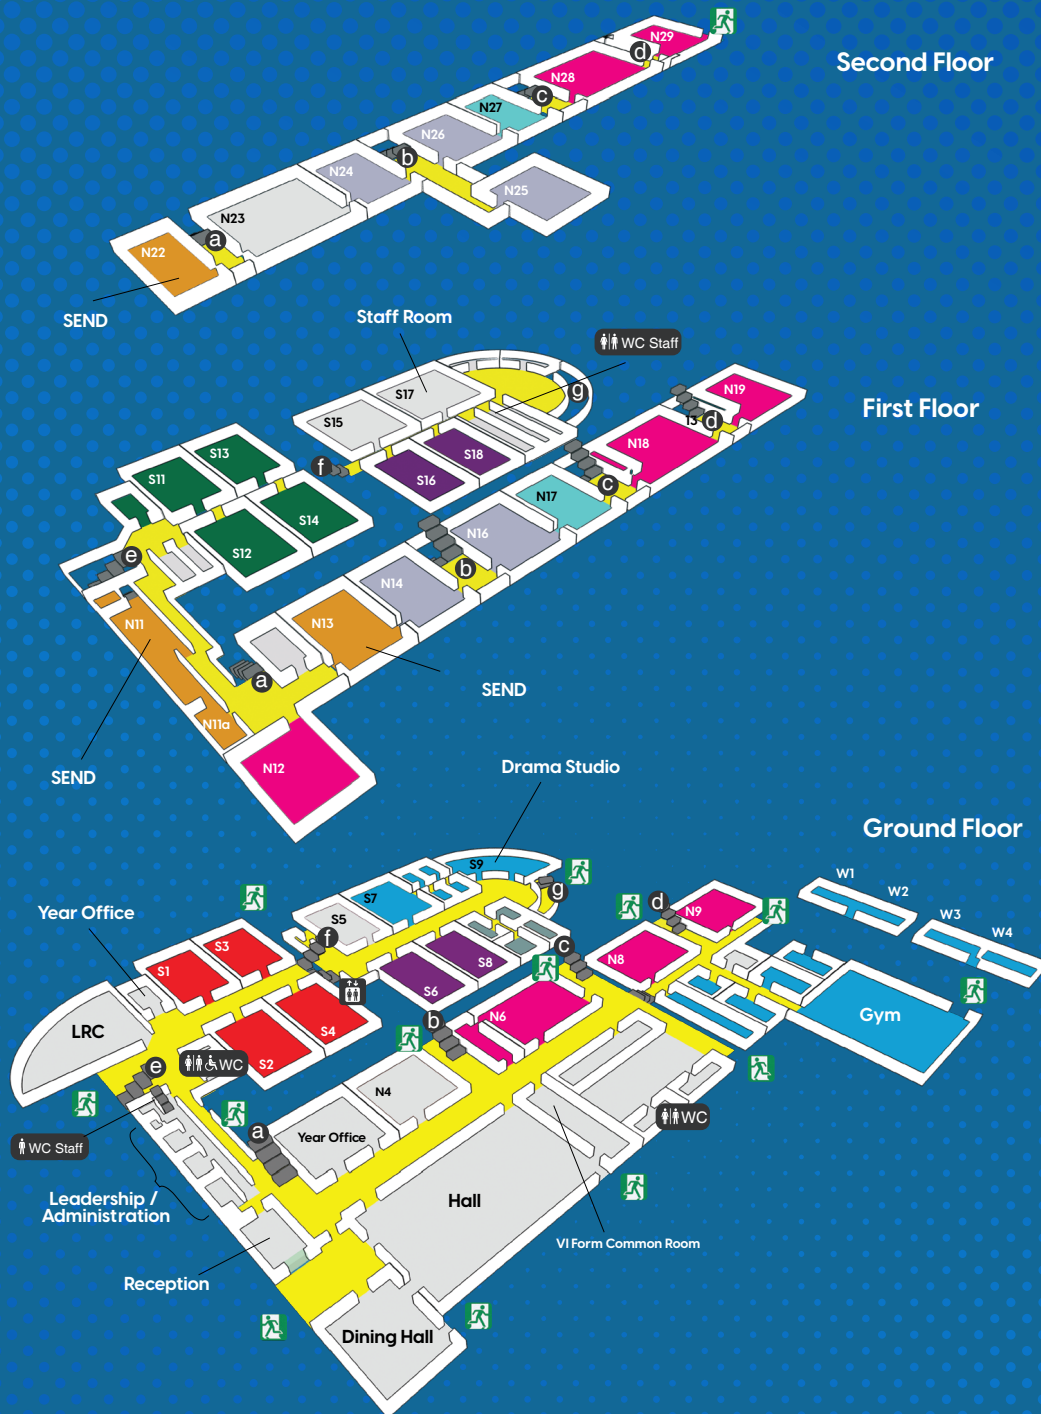 Second Floor
N29
d
N28
c
N27
N26
b
N24
N25
N23
a
N22
SEND
Staff Room
WC Staff
First Floor
S17
g
N19
S15
d
13
S13
S18
N18
f
S11
S16
c
N17
S14
N16
S12
e
b
N14
N11
N13
a
SEND
N11a
N12
SEND
Drama Studio
Ground Floor
S9
W1
W2
g
S7
d
N9
W3
W4
Year Office
S5
f
S3
c
N8
S1
S8
S6
Gym
LRC
S4
b
N6
S2
WC
e
N4
WC
a
Year Office
WC Staff
Leadership /
Administration
Hall
VI Form Common Room
Reception
Dining Hall